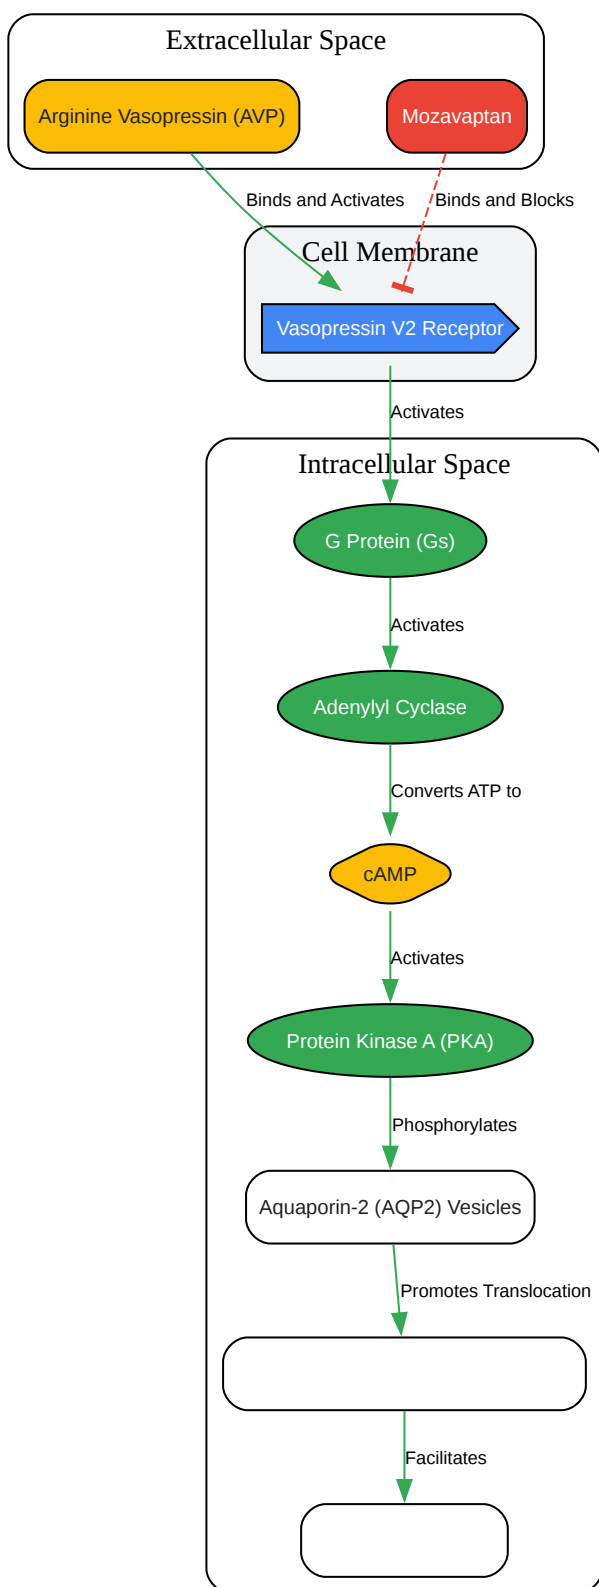 Extracellular Space
Arginine Vasopressin (AVP)
Mozavaptan
Binds and Activates
Binds and Blocks
Cell Membrane
Vasopressin V2 Receptor
Activates
Intracellular Space
G Protein (Gs)
Activates
Adenylyl Cyclase
Converts ATP to
cAMP
Activates
Protein Kinase A (PKA)
Phosphorylates
Aquaporin-2 (AQP2) Vesicles
Promotes Translocation
Facilitates